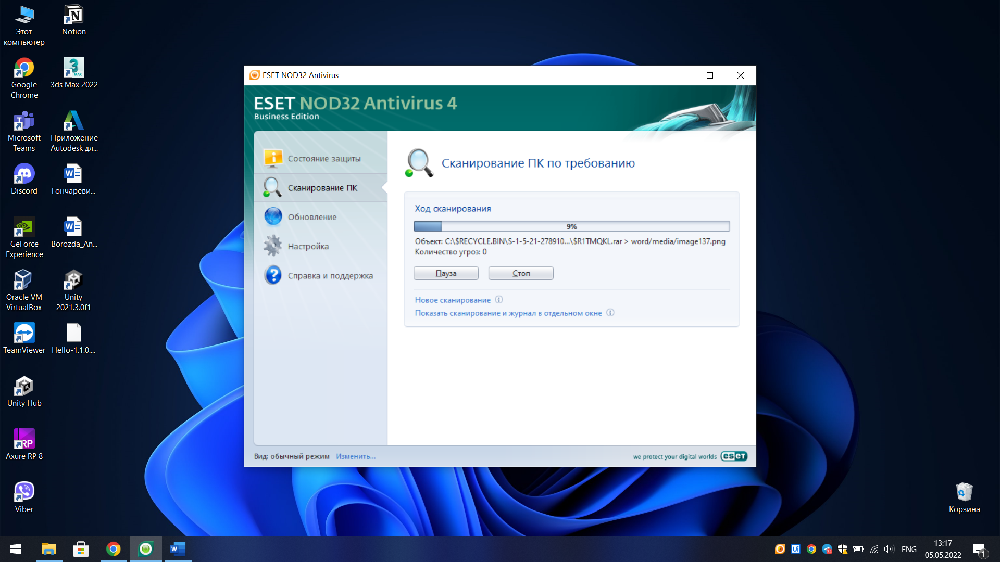 Этот
компьютер
Notion
Google
Chrome
3ds Max 2022
Microsoft
Teams
Приложение
Autodesk дл...
Discord
Гончареви...
GeForce
Experience
Borozda_An...
Oracle VM
VirtualBox
Unity
2021.3.0f1
TeamViewer
Hello-1.1.0....
Unity Hub
Axure RP 8
Viber
Корзина
ESET NOD32 Antivirus
ESET NOD32 Antivirus 4
Business Edition
Состояние защиты
Сканирование ПК
Обновление
Настройка
Справка и поддержка
Сканирование ПК по требованию
Ход сканирования
9%
Объект: C:\$RECYCLE.BIN\S-1-5-21-278910...\$R1TMQKL.rar > word/media/image137.png
Количество угроз: 0
Пауза
Стоп
Новое сканирование
Показать сканирование и журнал в отдельном окне
Вид: обычный режим Изменить...
we protect your digital worlds eset
34
ENG
13:17
05.05.2022
1